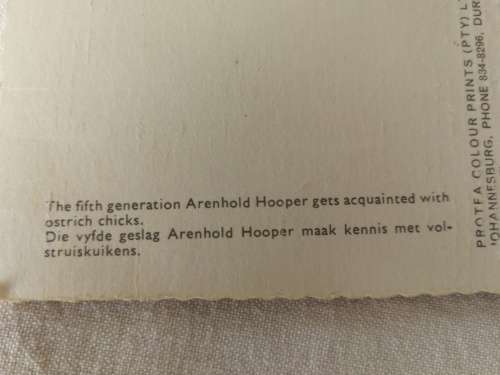 The fifth generation Arenhold Hooper gets acquainted with
ostrich chicks.
Die vyfde geslag Arenhold Hooper maak kennis met vol-
struiskuikens.
PROTEA COLOUR PRINTS (PTY) L
JOHANNESBURG, PHONE 834-8296, DUR